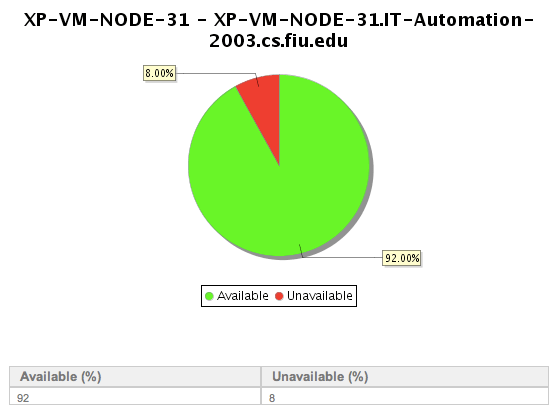 XP-VM-NODE-31 - XP-VM-NODE-31.IT-Automation-
2003.cs.fiu.edu
8.00%
92.00%
Available Unavailable
Available (%) Unavailable (%)
92 8